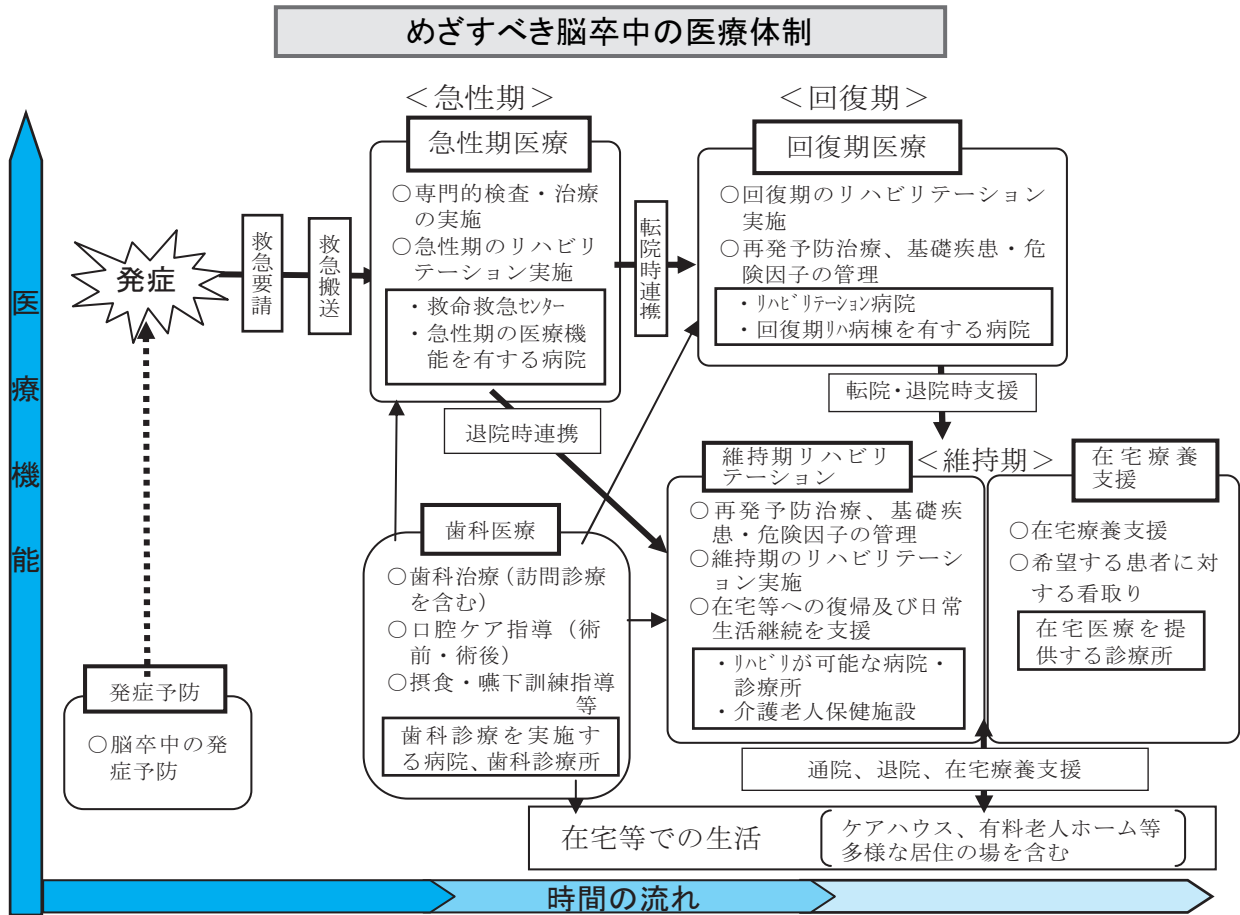 めざすべき脳卒中の医療体制
＜急性期＞
＜回復期＞
急性期医療
○専門的検査・治療
の実施
○急性期のリハビリ
テーション実施
・救命救急ｾﾝﾀｰ
・急性期の医療機
能を有する病院
回復期医療
○回復期のリハビリテーション
実施
○再発予防治療、基礎疾患・危
険因子の管理
・ﾘﾊﾋﾞﾘﾃｰｼｮﾝ病院
・回復期ﾘﾊ病棟を有する病院
発症
救急要請
救急搬送
転院時連携
医療機能
退院時連携
転院・退院時支援
＜維持期＞
維持期リハビリ
テーション
○再発予防治療、基礎疾
患・危険因子の管理
○維持期のリハビリテーシ
ョン実施
○在宅等への復帰及び日常
生活継続を支援
・ﾘﾊﾋﾞﾘが可能な病院・
診療所
・介護老人保健施設
在宅療養
支援
○在宅療養支援
○希望する患者に対
する看取り
在宅医療を提
供する診療所
歯科医療
○歯科治療（訪問診療
を含む）
○口腔ケア指導（術
前・術後）
○摂食・嚥下訓練指導
等
歯科診療を実施す
る病院、歯科診療所
発症予防
○脳卒中の発
症予防
通院、退院、在宅療養支援
在宅等での生活
ケアハウス、有料老人ホーム等
多様な居住の場を含む
時間の流れ